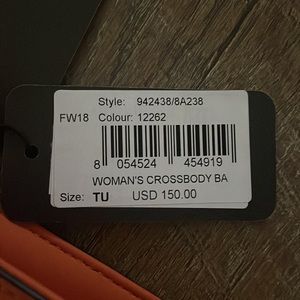 Style: 942438/8A238
FW18 Colour: 12262
8 054524 454919
WOMAN'S CROSSBODY BA
Size: TU USD 150.00